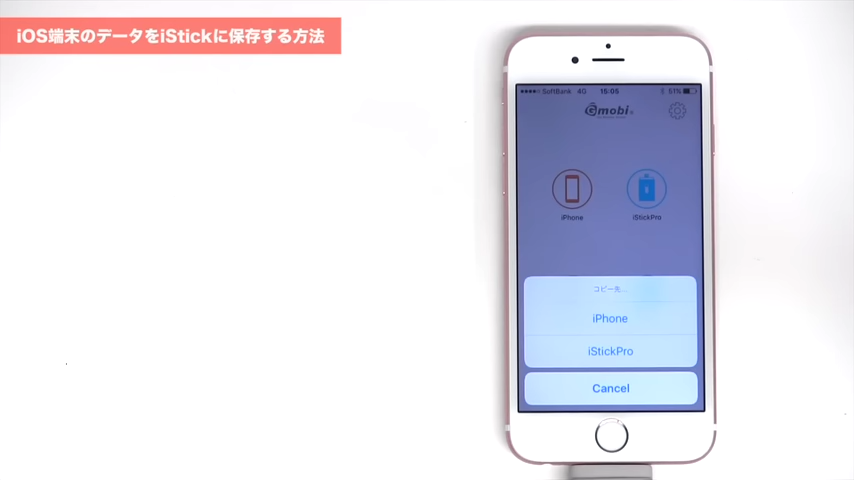 iOS端末のデータをiStickに保存する方法
SoftBank 4G 15:05 51%
Gmobi
iPhone
iStickPro
コピー先...
iPhone
iStickPro
Cancel